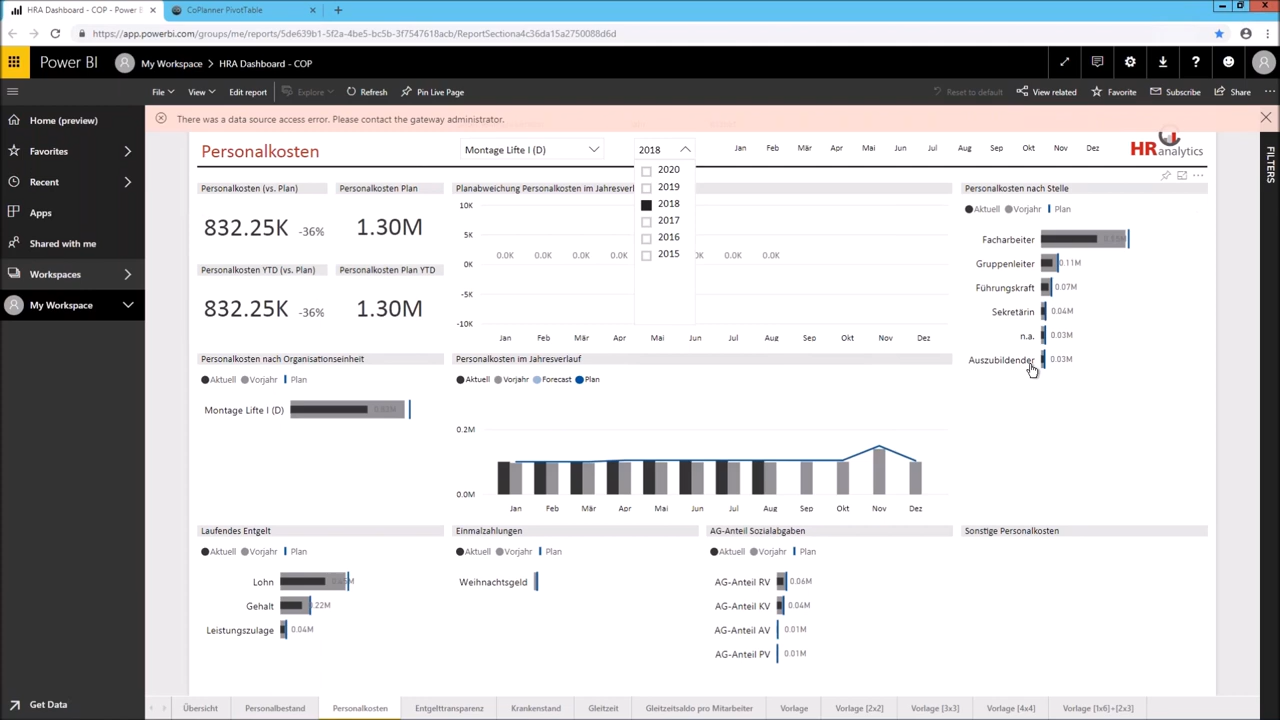 HRA Dashboard - COP - Power B
CoPlanner PivotTable
https://app.powerbi.com/groups/me/reports/5de639b1-5f2a-4be5-bc5b-3f7547618acb/ReportSectiona4c36da15a2750088d6d
Power BI
My Workspace > HRA Dashboard - COP
File View Edit report Explore Refresh Pin Live Page Reset to default View related Favorite Subscribe Share
There was a data source access error. Please contact the gateway administrator.
Home (preview)
Favorites
Recent
Apps
Shared with me
Workspaces
My Workspace
Get Data
FILTERS
Personalkosten
Montage Lifte I (D)
2018
Jan Feb Mär Apr Mai Jun Jul Aug Sep Okt Nov Dez
HRanalytics
2020
2019
2018
2017
2016
2015
Personalkosten (vs. Plan)
832.25K -36%
Personalkosten Plan
1.30M
Personalkosten YTD (vs. Plan)
832.25K -36%
Personalkosten Plan YTD
1.30M
Planabweichung Personalkosten im Jahresverl
10K
5K
0K
-5K
-10K
0.0K 0.0K 0.0K 0.0K 0.0K 0.0K 0.0K
Jan Feb Mär Apr Mai Jun Jul Aug Sep Okt Nov Dez
Personalkosten nach Stelle
Aktuell Vorjahr Plan
Facharbeiter
Gruppenleiter 0.11M
Führungskraft 0.07M
Sekretärin 0.04M
n.a. 0.03M
Auszubildender 0.03M
Personalkosten nach Organisationseinheit
Aktuell Vorjahr Plan
Montage Lifte I (D)
Personalkosten im Jahresverlauf
Aktuell Vorjahr Forecast Plan
0.2M
0.0M
Jan Feb Mär Apr Mai Jun Jul Aug Sep Okt Nov Dez
Laufendes Entgelt
Aktuell Vorjahr Plan
Lohn
Gehalt 0.22M
Leistungszulage 0.04M
Einmalzahlungen
Aktuell Vorjahr Plan
Weihnachtsgeld
AG-Anteil Sozialabgaben
Aktuell Vorjahr Plan
AG-Anteil RV 0.06M
AG-Anteil KV 0.04M
AG-Anteil AV 0.01M
AG-Anteil PV 0.01M
Sonstige Personalkosten
Übersicht Personalbestand Personalkosten Entgelttransparenz Krankenstand Gleitzeit Gleitzeitsaldo pro Mitarbeiter Vorlage Vorlage [2x2] Vorlage [3x3] Vorlage [4x4] Vorlage [1x6]+[2x3]